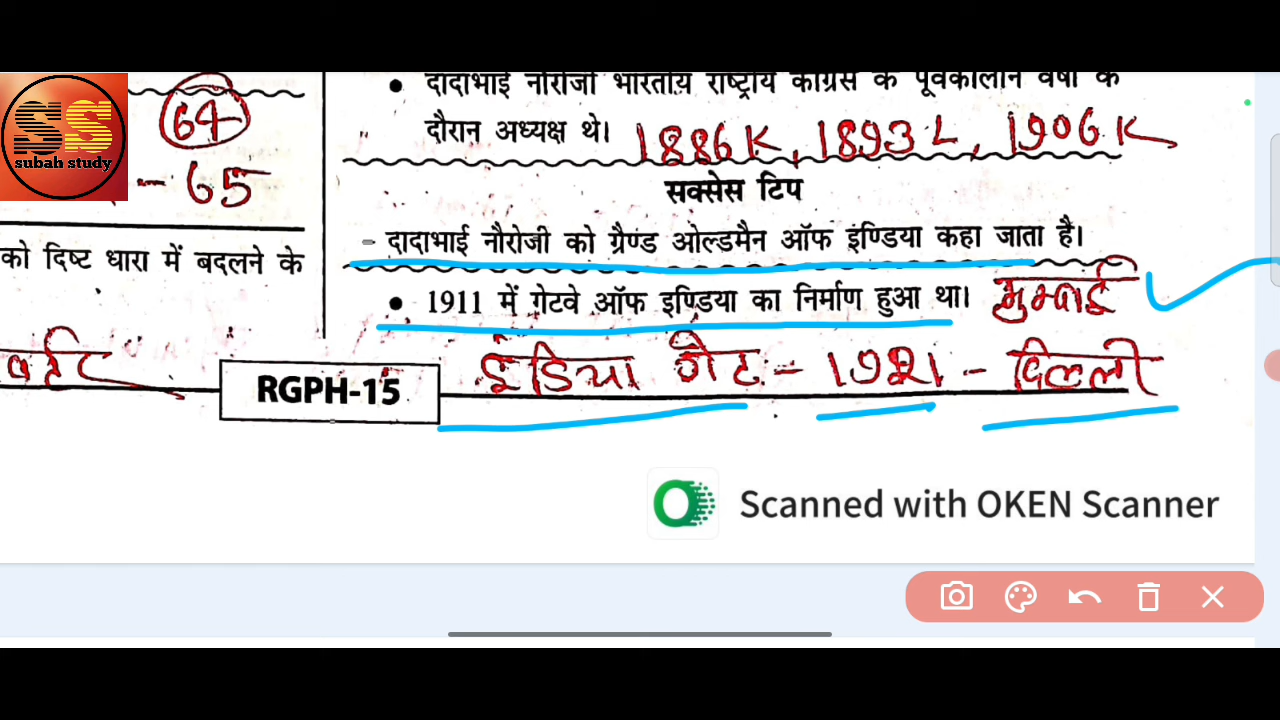 SS
subah study
64
- 65
को दिष्ट धारा में बदलने के
• दादाभाई नौरोजी भारतीय राष्ट्रीय कांग्रेस के पूर्वकालीन वर्षों के
दौरान अध्यक्ष थे। 1886 K, 1893 L, 1906 K
सक्सेस टिप
- दादाभाई नौरोजी को ग्रैण्ड ओल्डमैन ऑफ इंण्डिया कहा जाता है।
• 1911 में गेटवे ऑफ इण्डिया का निर्माण हुआ था। मुम्बई
इंडिया गेट - 1921 - दिल्ली
RGPH-15
Scanned with OKEN Scanner